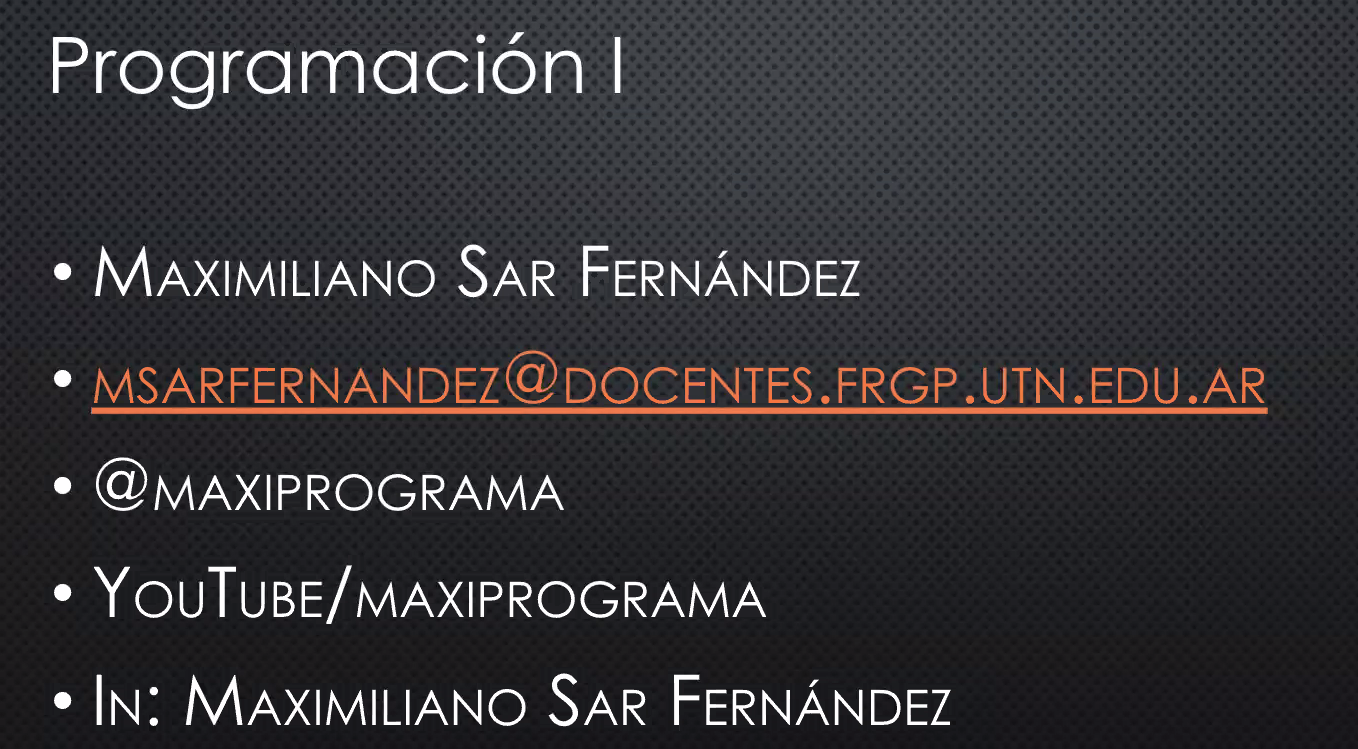 Programación I
• Maximiliano Sar Fernández
• msarfernandez@docentes.frgp.utn.edu.ar
• @maxiprograma
• YouTube/maxiprograma
• In: Maximiliano Sar Fernández